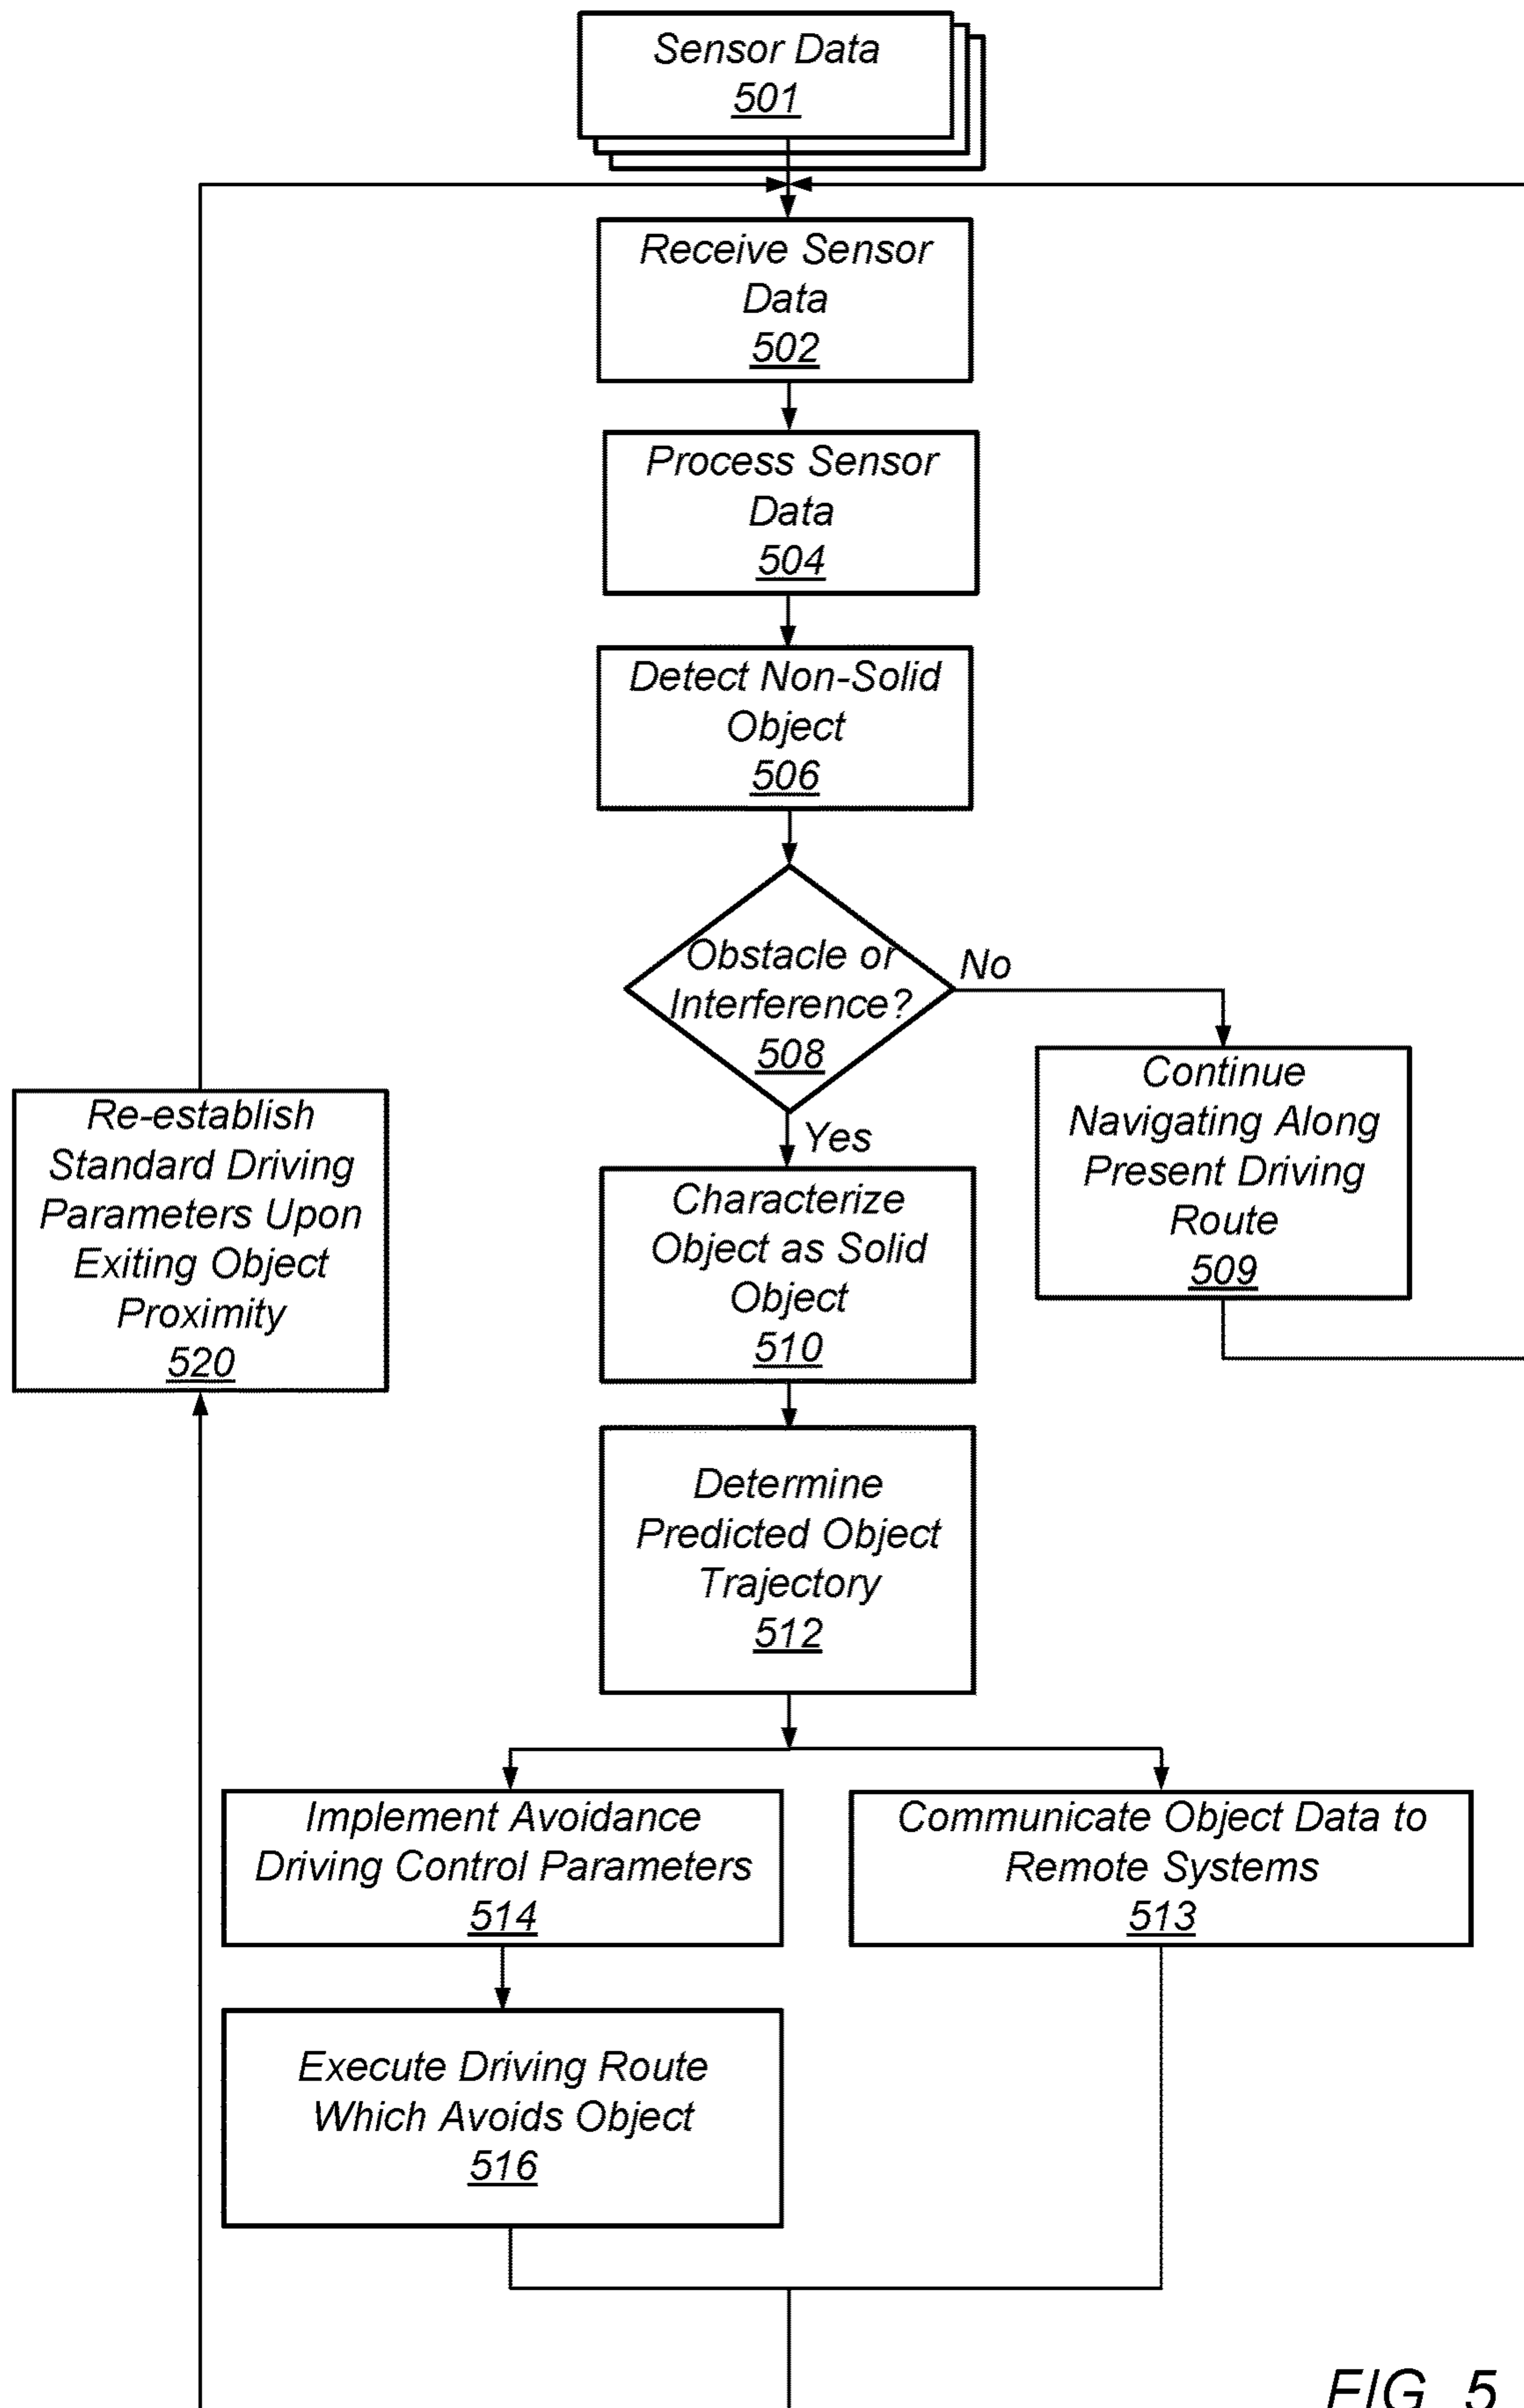 Sensor Data
501
Receive Sensor
Data
502
Process Sensor
Data
504
Detect Non-Solid
Object
506
Obstacle or
Interference?
508
No
Yes
Continue
Navigating Along
Present Driving
Route
509
Re-establish
Standard Driving
Parameters Upon
Exiting Object
Proximity
520
Characterize
Object as Solid
Object
510
Determine
Predicted Object
Trajectory
512
Implement Avoidance
Driving Control Parameters
514
Communicate Object Data to
Remote Systems
513
Execute Driving Route
Which Avoids Object
516
FIG. 5